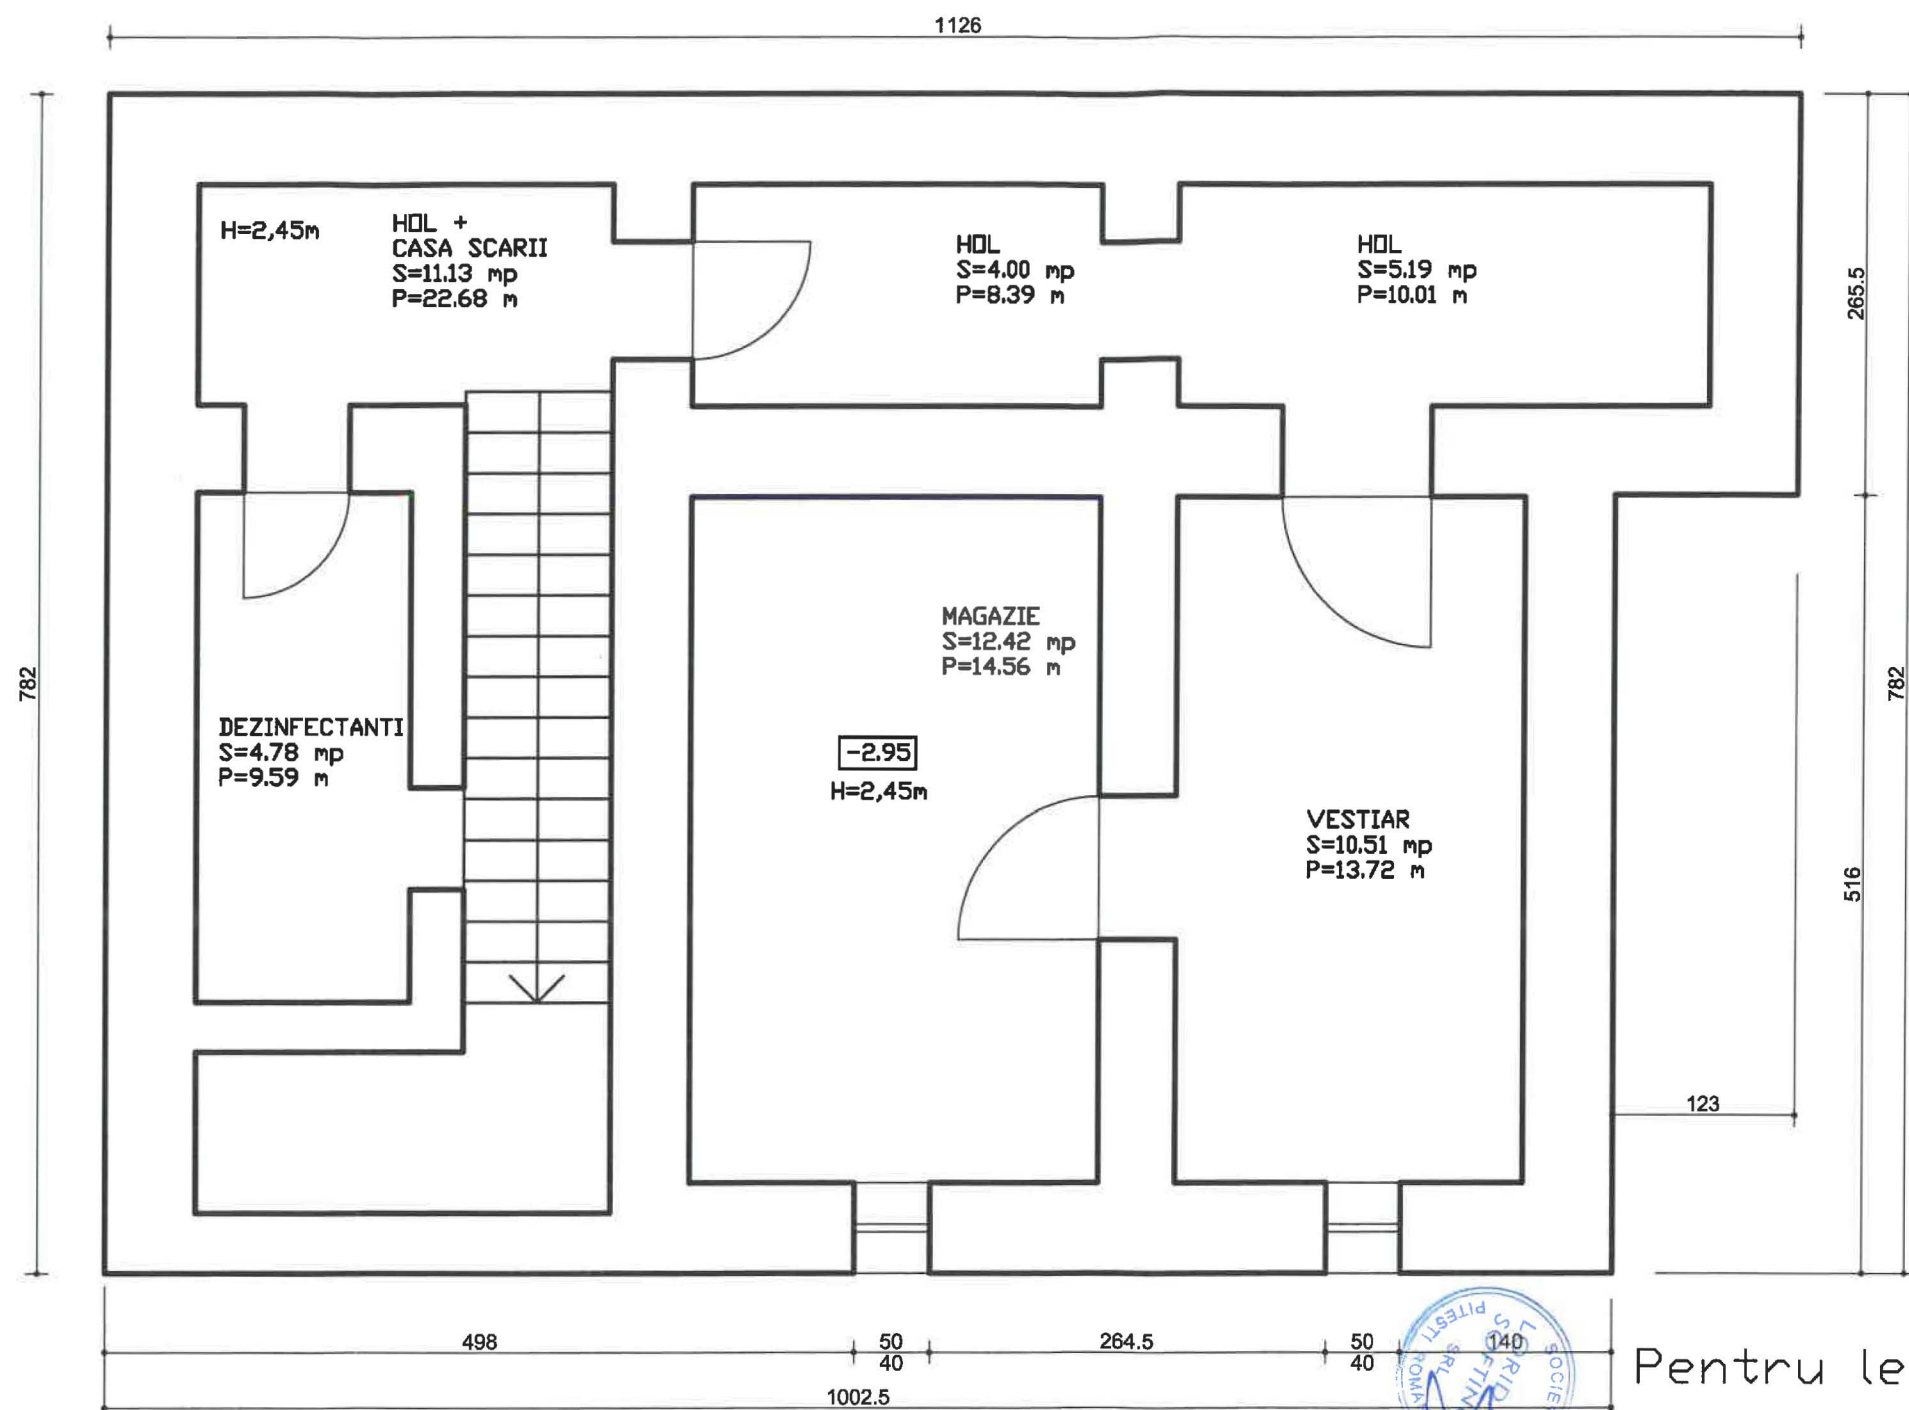 1126
H=2,45m
HOL +
CASA SCARII
S=11.13 mp
P=22.68 m
HOL
S=4.00 mp
P=8.39 m
HOL
S=5.19 mp
P=10.01 m
265.5
782
782
MAGAZIE
S=12.42 mp
P=14.56 m
DEZINFECTANTI
S=4.78 mp
P=9.59 m
-2.95
H=2,45m
VESTIAR
S=10.51 mp
P=13.72 m
516
123
498
50
40
264.5
50
40
140
1002.5
PITESTI
SRL
Pentru le